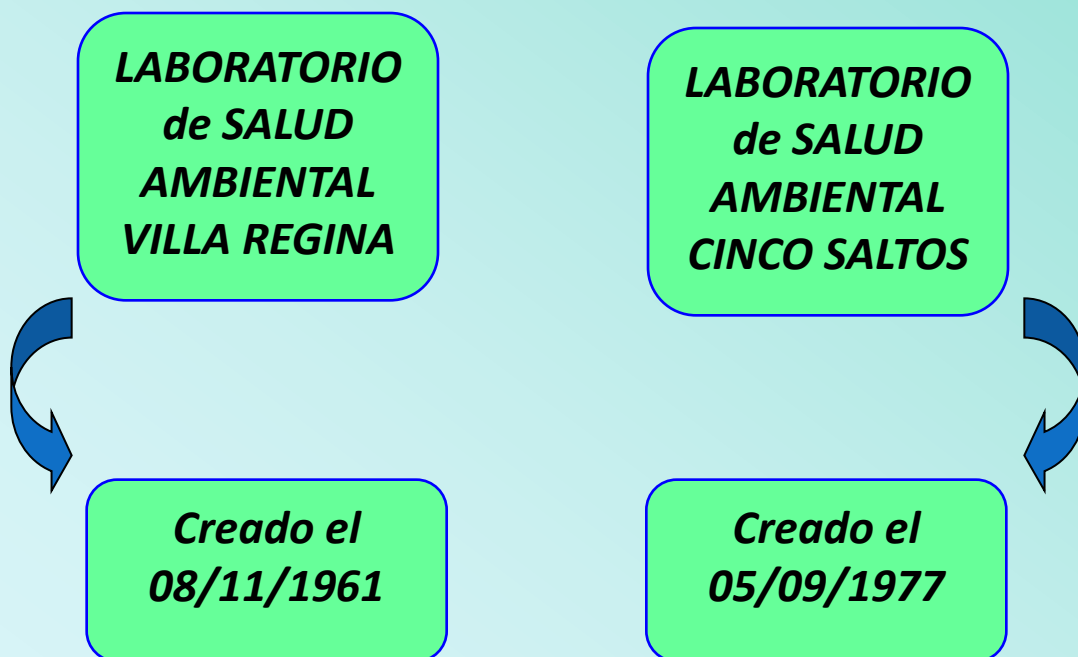 LABORATORIO
de SALUD
AMBIENTAL
VILLA REGINA
LABORATORIO
de SALUD
AMBIENTAL
CINCO SALTOS
Creado el
08/11/1961
Creado el
05/09/1977